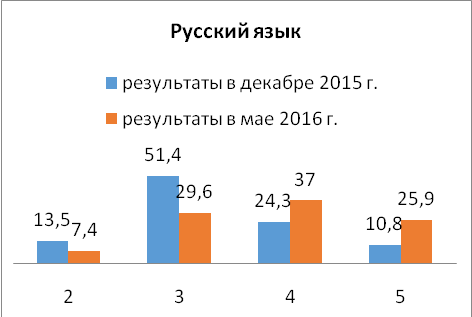 Русский язык
результаты в декабре 2015 г.
результаты в мае 2016 г.
13,5 7,4 51,4 29,6 24,3 37 10,8 25,9
2 3 4 5